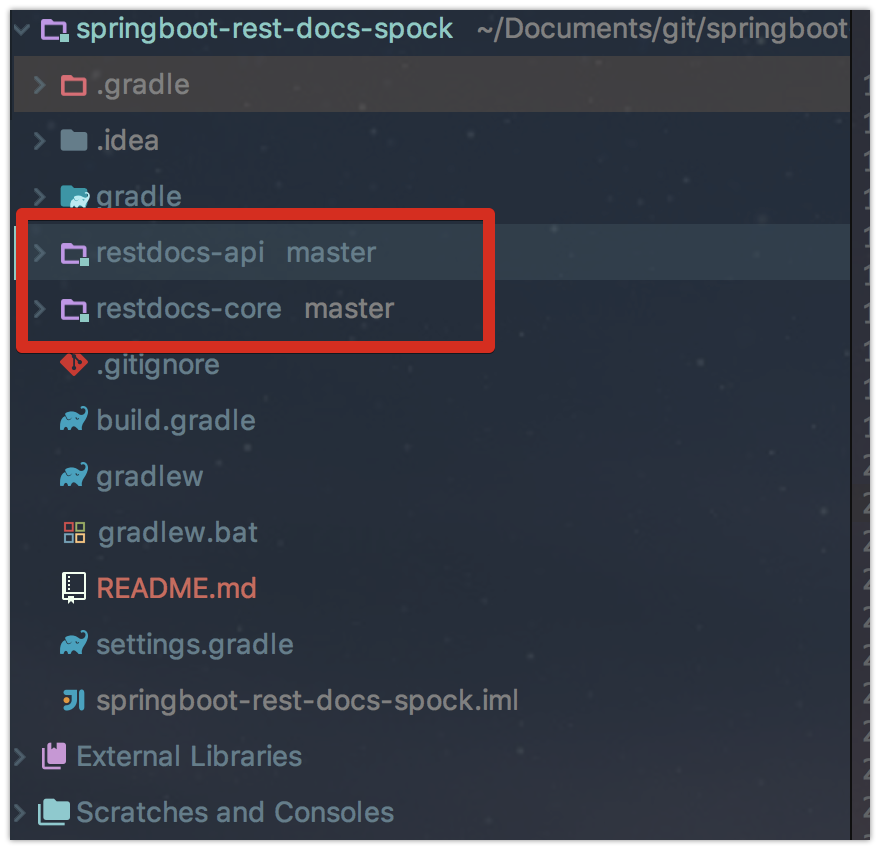 springboot-rest-docs-spock ~/Documents/git/springboot
.gradle
.idea
gradle
restdocs-api master
restdocs-core master
.gitignore
build.gradle
gradlew
gradlew.bat
README.md
settings.gradle
springboot-rest-docs-spock.iml
External Libraries
Scratches and Consoles